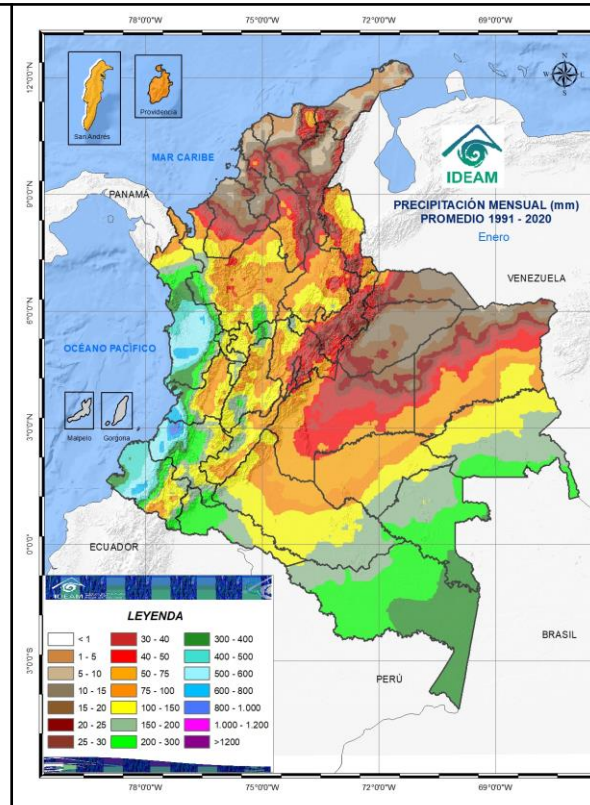 78°0'0"W
75°0'0"W
72°0'0"W
69°0'0"W
12°0'0"N
9°0'0"N
6°0'0"N
3°0'0"N
0°0'0"
3°0'0"S
N
W E
S
San Andrés
Providencia
MAR CARIBE
PANAMÁ
IDEAM
PRECIPITACIÓN MENSUAL (mm)
PROMEDIO 1991 - 2020
Enero
VENEZUELA
OCÉANO PACÍFICO
Malpelo
Gorgona
ECUADOR
BRASIL
PERÚ
IDEAM
LEYENDA
< 1
1 - 5
5 - 10
10 - 15
15 - 20
20 - 25
25 - 30
30 - 40
40 - 50
50 - 75
75 - 100
100 - 150
150 - 200
200 - 300
300 - 400
400 - 500
500 - 600
600 - 800
800 - 1.000
1.000 - 1.200
>1200
78°0'0"W
75°0'0"W
72°0'0"W
69°0'0"W